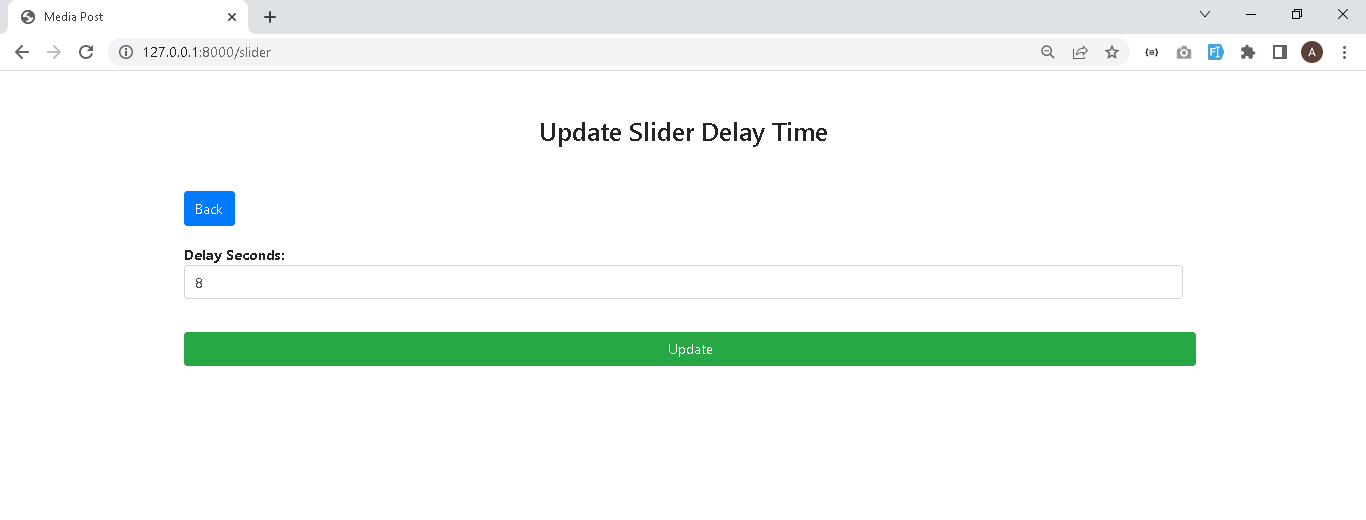 Media Post
127.0.0.1:8000/slider
A
Update Slider Delay Time
Back
Delay Seconds:
8
Update